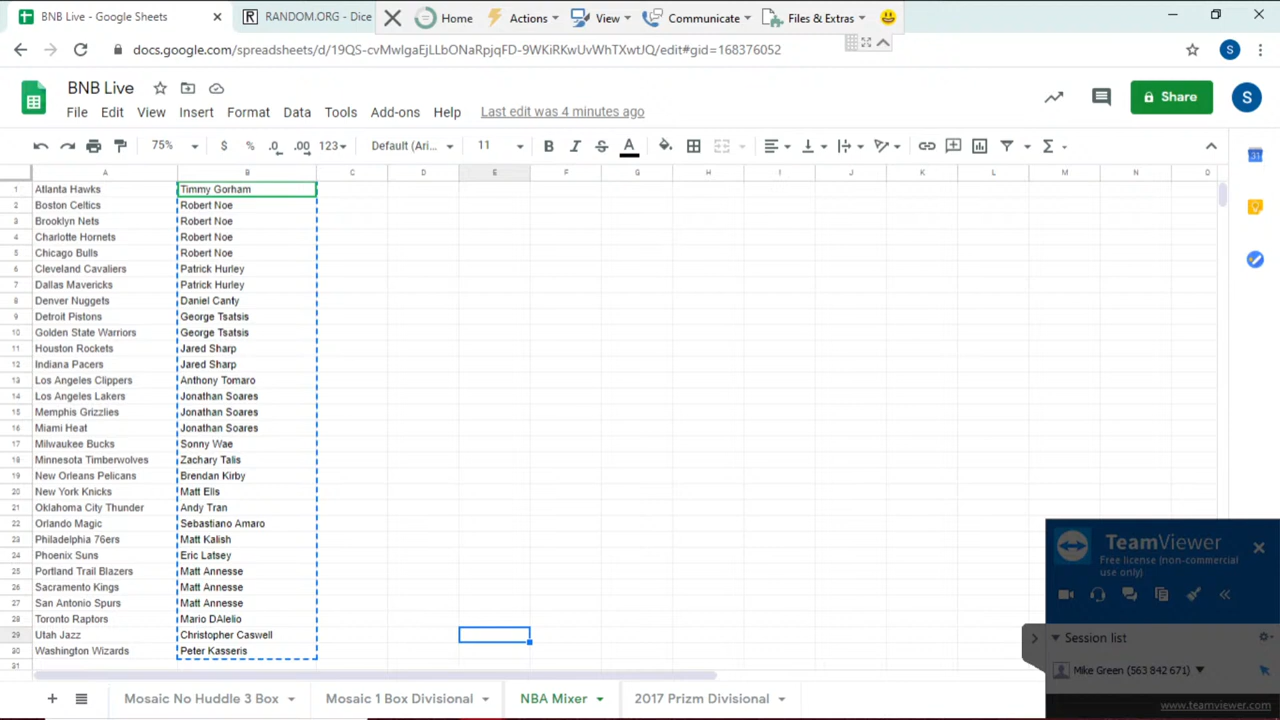 BNB Live - Google Sheets
RANDOM.ORG - Dice
Home
Actions
View
Communicate
Files & Extras
docs.google.com/spreadsheets/d/19QS-cvMwIgaEjLLbONaRpjqFD-9WKiRKwUvWhTXwtJQ/edit#gid=168376052
S
BNB Live
File Edit View Insert Format Data Tools Add-ons Help Last edit was 4 minutes ago
Share
S
75% $ % .0 .00 123 Default (Ari... 11 B I S A
A B C D E F G H I J K L M N O
1 Atlanta Hawks Timmy Gorham
2 Boston Celtics Robert Noe
3 Brooklyn Nets Robert Noe
4 Charlotte Hornets Robert Noe
5 Chicago Bulls Robert Noe
6 Cleveland Cavaliers Patrick Hurley
7 Dallas Mavericks Patrick Hurley
8 Denver Nuggets Daniel Canty
9 Detroit Pistons George Tsatsis
10 Golden State Warriors George Tsatsis
11 Houston Rockets Jared Sharp
12 Indiana Pacers Jared Sharp
13 Los Angeles Clippers Anthony Tomaro
14 Los Angeles Lakers Jonathan Soares
15 Memphis Grizzlies Jonathan Soares
16 Miami Heat Jonathan Soares
17 Milwaukee Bucks Sonny Wae
18 Minnesota Timberwolves Zachary Talis
19 New Orleans Pelicans Brendan Kirby
20 New York Knicks Matt Ells
21 Oklahoma City Thunder Andy Tran
22 Orlando Magic Sebastiano Amaro
23 Philadelphia 76ers Matt Kalish
24 Phoenix Suns Eric Latsey
25 Portland Trail Blazers Matt Annesse
26 Sacramento Kings Matt Annesse
27 San Antonio Spurs Matt Annesse
28 Toronto Raptors Mario DAlelio
29 Utah Jazz Christopher Caswell
30 Washington Wizards Peter Kasseris
31
TeamViewer
Free license (non-commercial
use only)
Session list
Mike Green (563 842 671)
www.teamviewer.com
Mosaic No Huddle 3 Box
Mosaic 1 Box Divisional
NBA Mixer
2017 Prizm Divisional